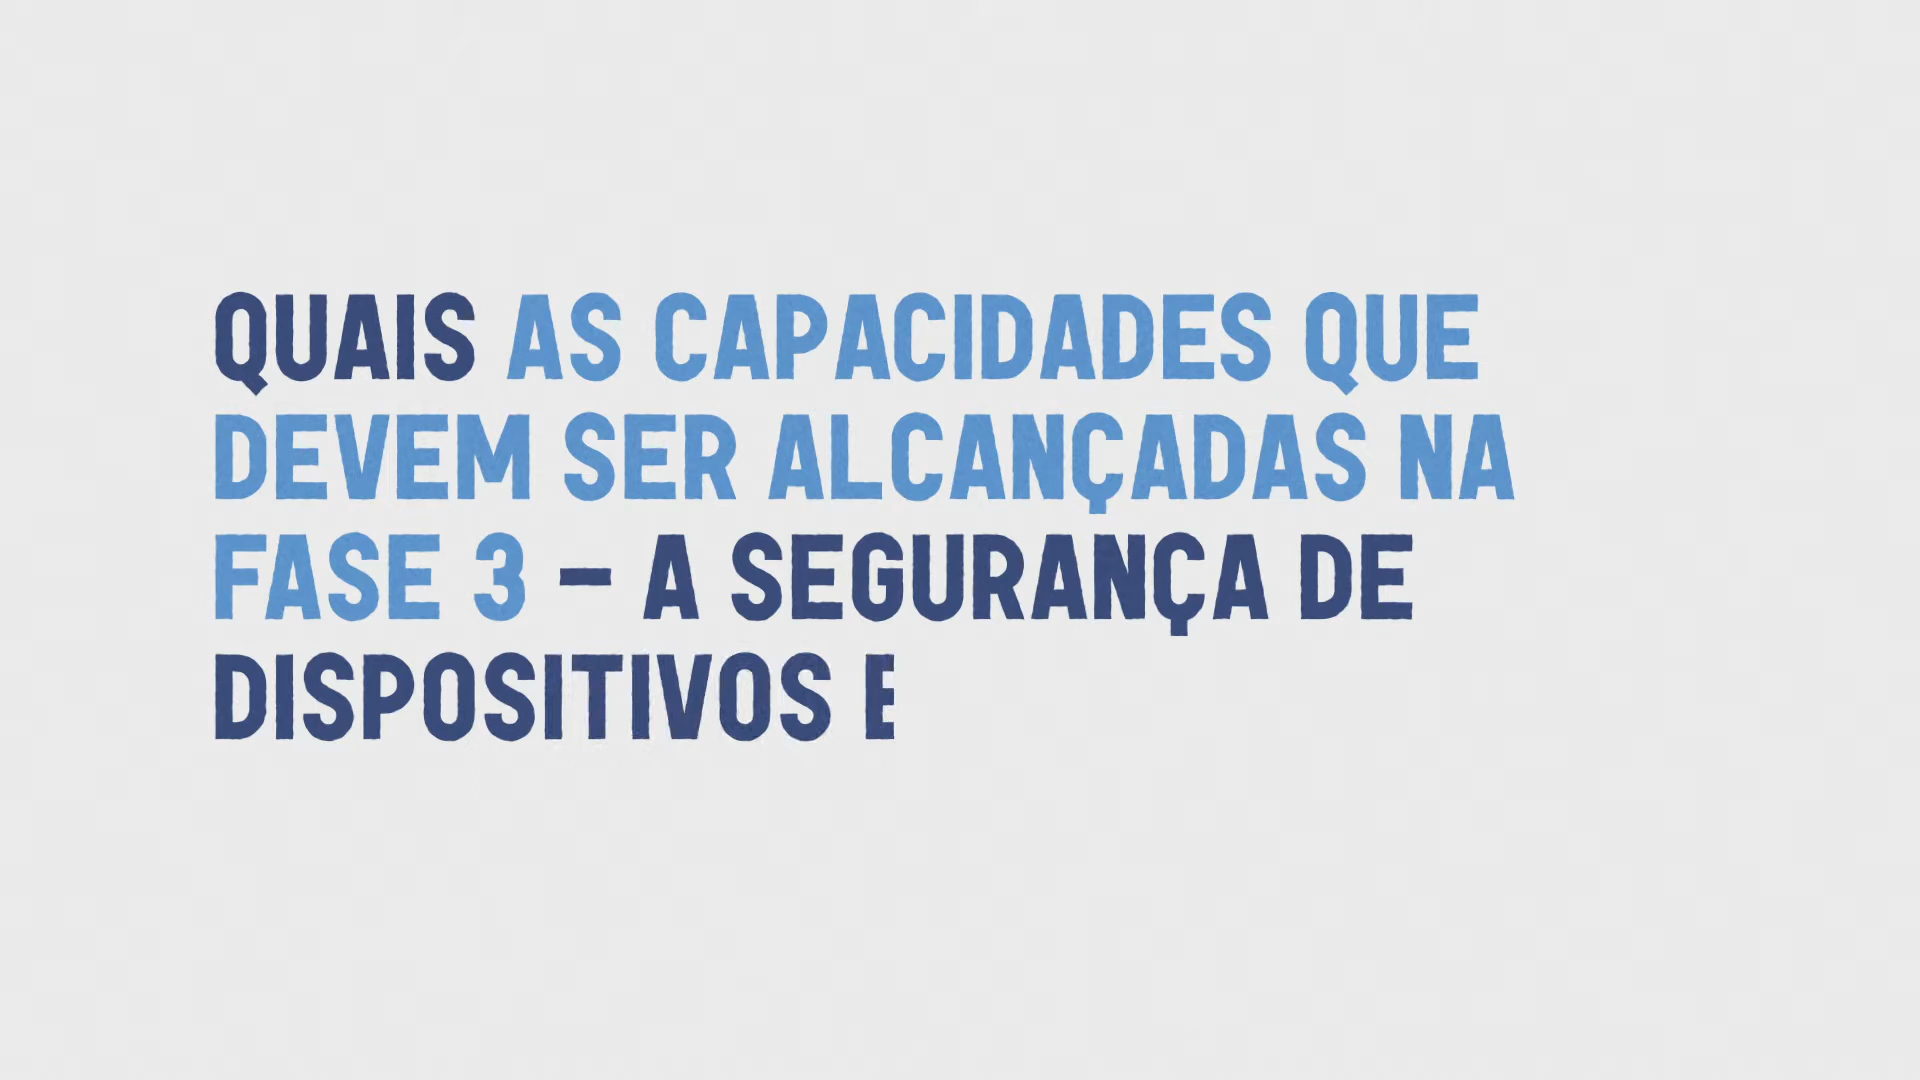 QUAIS AS CAPACIDADES QUE
DEVEM SER ALCANÇADAS NA
FASE 3 – A SEGURANÇA DE
DISPOSITIVOS E